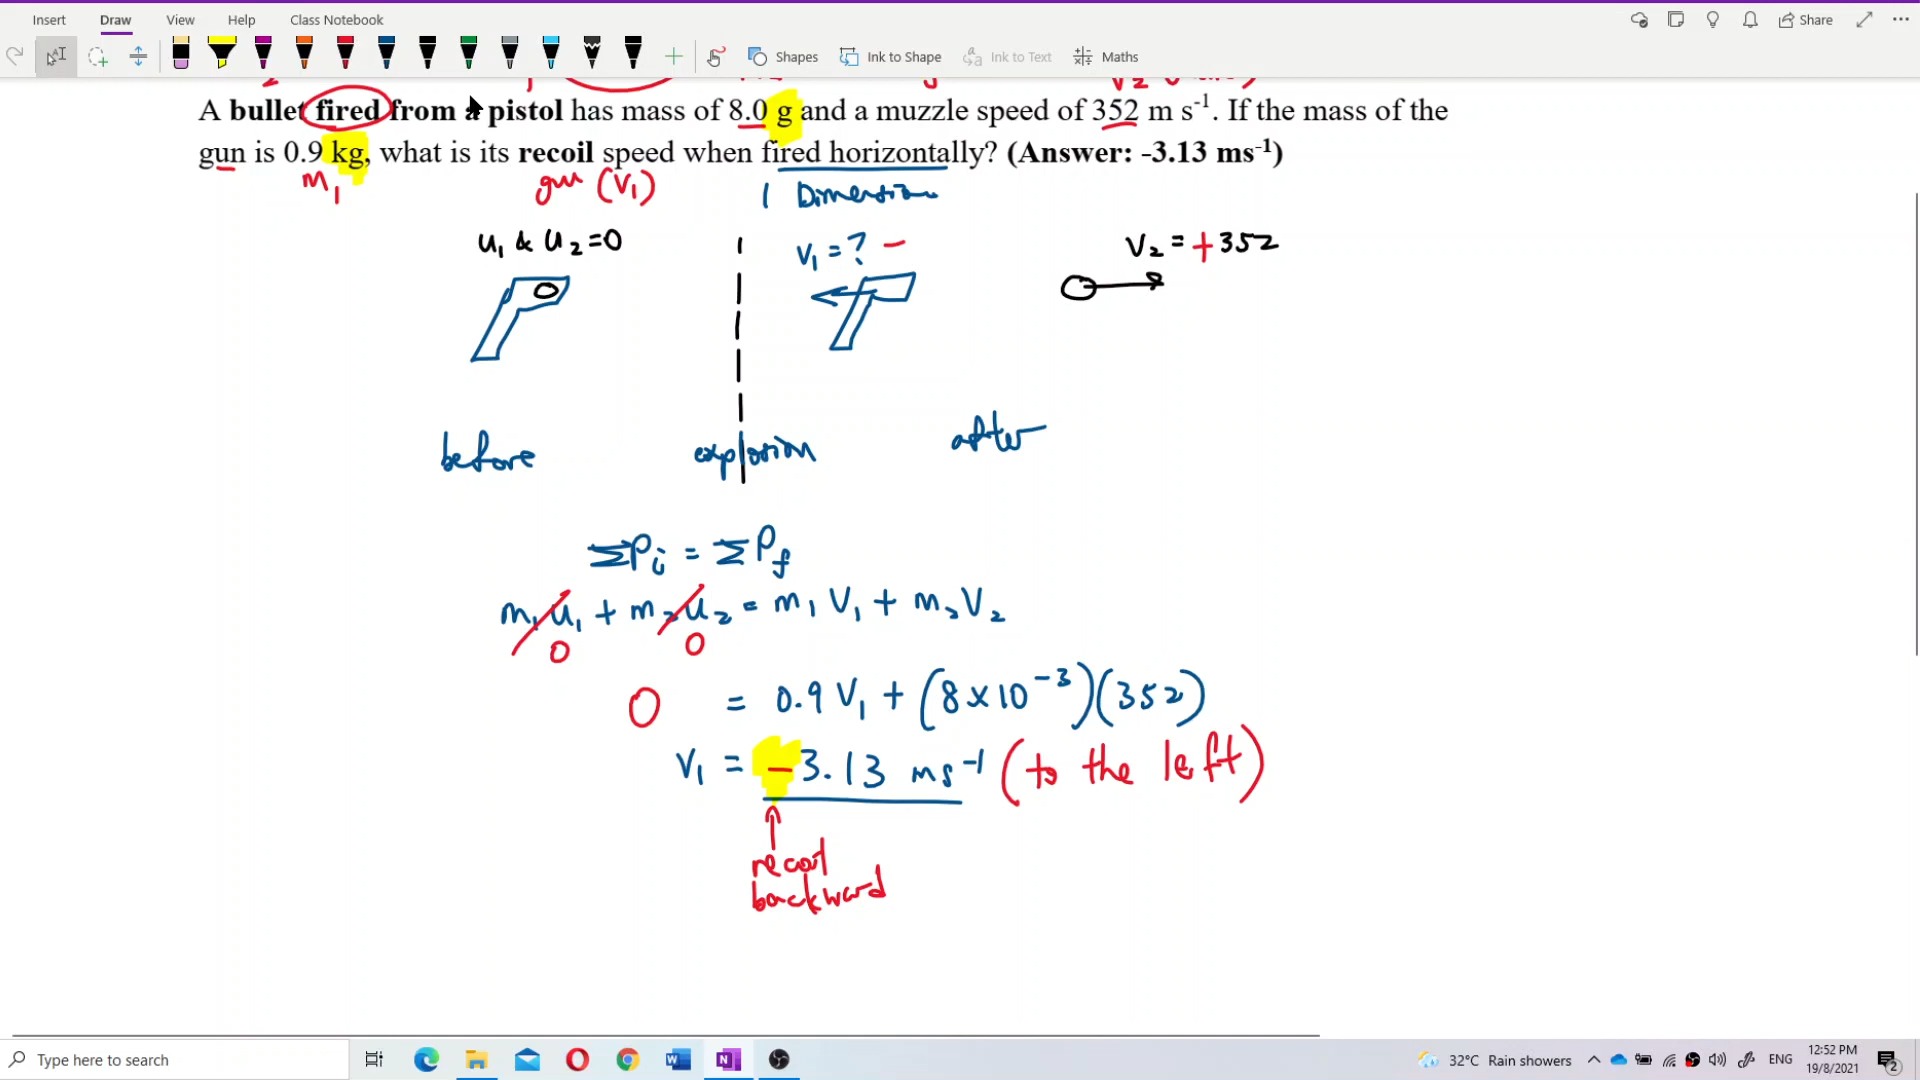 Insert Draw View Help Class Notebook Share
Shapes Ink to Shape Ink to Text Maths
A bullet fired from a pistol has mass of 8.0 g and a muzzle speed of 352 m s⁻¹. If the mass of the
gun is 0.9 kg, what is its recoil speed when fired horizontally? (Answer: -3.13 ms⁻¹)
m₁ gun (V₁) 1 Dimension
u₁ & u₂ = 0 V₁ = ? − V₂ = +352
before explosion after
ΣPi = ΣPf
m₁u₁ + m₂u₂ = m₁V₁ + m₂V₂
0 0
0 = 0.9 V₁ + (8×10⁻³)(352)
V₁ = −3.13 ms⁻¹ (to the left)
recoil
backward
Type here to search 32°C Rain showers ENG 12:52 PM
19/8/2021 2